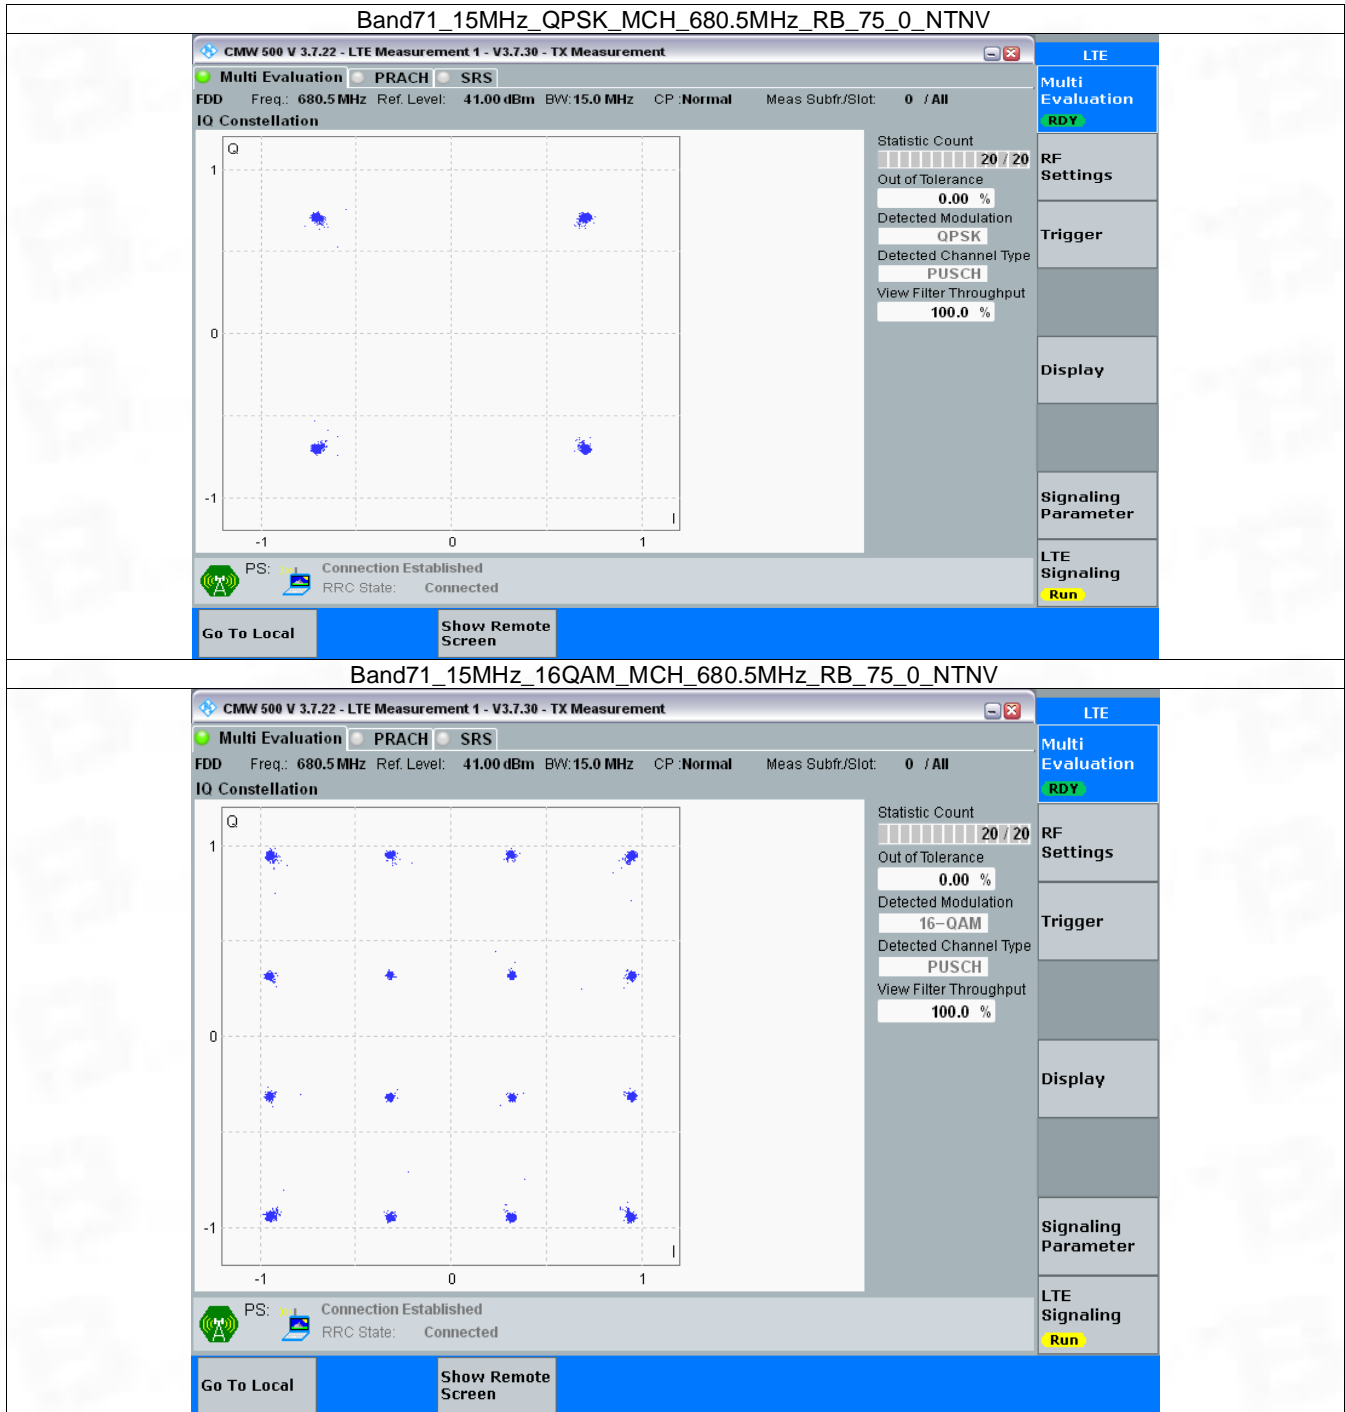 Band71_15MHz_QPSK_MCH_680.5MHz_RB_75_0_NTNV
CMW 500 V 3.7.22 - LTE Measurement 1 - V3.7.30 - TX Measurement
LTE
Multi Evaluation PRACH SRS
Multi
Evaluation
RDY
FDD Freq.: 680.5 MHz Ref. Level: 41.00 dBm BW: 15.0 MHz CP :Normal Meas Subfr./Slot: 0 / All
IQ Constellation
Q
1
0
-1
I
-1 0 1
Statistic Count
20 / 20
Out of Tolerance
0.00 %
Detected Modulation
QPSK
Detected Channel Type
PUSCH
View Filter Throughput
100.0 %
RF
Settings
Trigger
Display
Signaling
Parameter
LTE
Signaling
Run
PS: Connection Established
RRC State: Connected
Go To Local
Show Remote
Screen
Band71_15MHz_16QAM_MCH_680.5MHz_RB_75_0_NTNV
CMW 500 V 3.7.22 - LTE Measurement 1 - V3.7.30 - TX Measurement
LTE
Multi Evaluation PRACH SRS
Multi
Evaluation
RDY
FDD Freq.: 680.5 MHz Ref. Level: 41.00 dBm BW: 15.0 MHz CP :Normal Meas Subfr./Slot: 0 / All
IQ Constellation
Q
1
0
-1
I
-1 0 1
Statistic Count
20 / 20
Out of Tolerance
0.00 %
Detected Modulation
16-QAM
Detected Channel Type
PUSCH
View Filter Throughput
100.0 %
RF
Settings
Trigger
Display
Signaling
Parameter
LTE
Signaling
Run
PS: Connection Established
RRC State: Connected
Go To Local
Show Remote
Screen